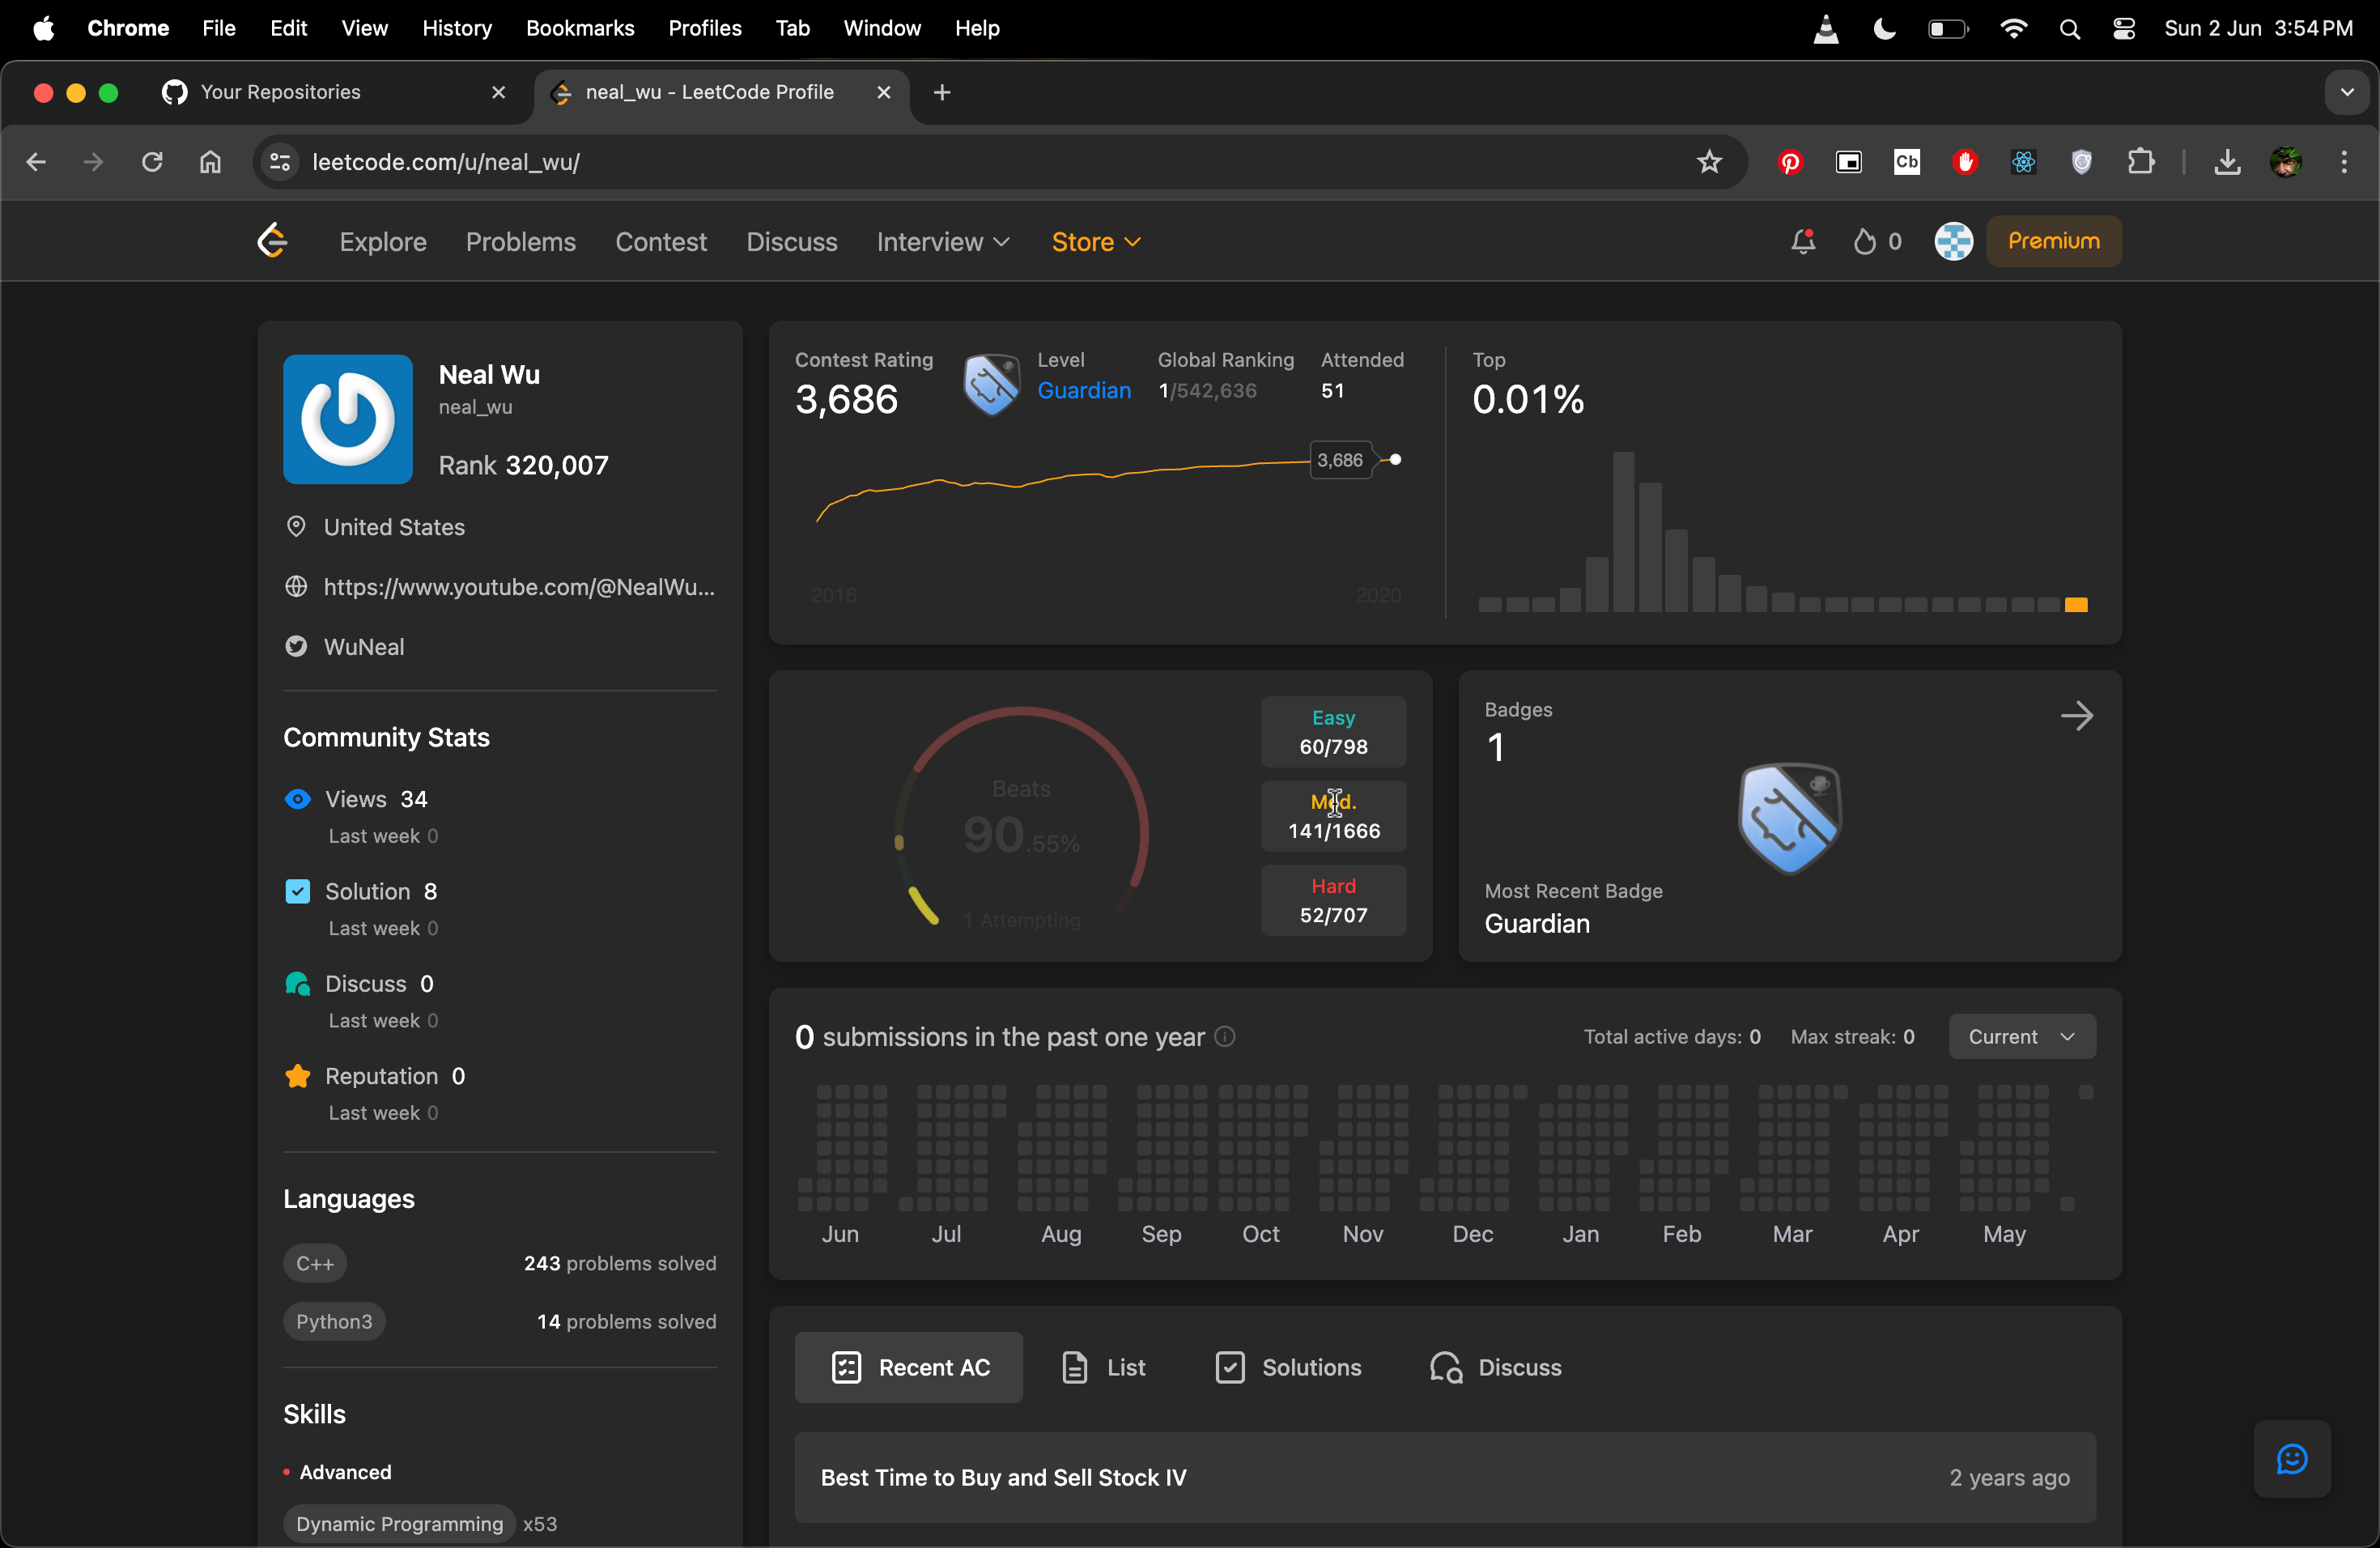 Chrome File Edit View History Bookmarks Profiles Tab Window Help Sun 2 Jun 3:54 PM
Your Repositories neal_wu - LeetCode Profile
leetcode.com/u/neal_wu/ Cb
Explore Problems Contest Discuss Interview Store 0 Premium
Neal Wu
neal_wu
Rank 320,007
United States
https://www.youtube.com/@NealWu...
WuNeal
Community Stats
Views 34
Last week 0
Solution 8
Last week 0
Discuss 0
Last week 0
Reputation 0
Last week 0
Languages
C++ 243 problems solved
Python3 14 problems solved
Skills
Advanced
Dynamic Programming x53
Contest Rating
3,686
Level
Guardian
Global Ranking
1/542,636
Attended
51
3,686
2018 2020
Top
0.01%
Beats
90.55%
1 Attempting
Easy
60/798
Med.
141/1666
Hard
52/707
Badges
1
Most Recent Badge
Guardian
0 submissions in the past one year Total active days: 0 Max streak: 0 Current
Jun Jul Aug Sep Oct Nov Dec Jan Feb Mar Apr May
Recent AC List Solutions Discuss
Best Time to Buy and Sell Stock IV 2 years ago